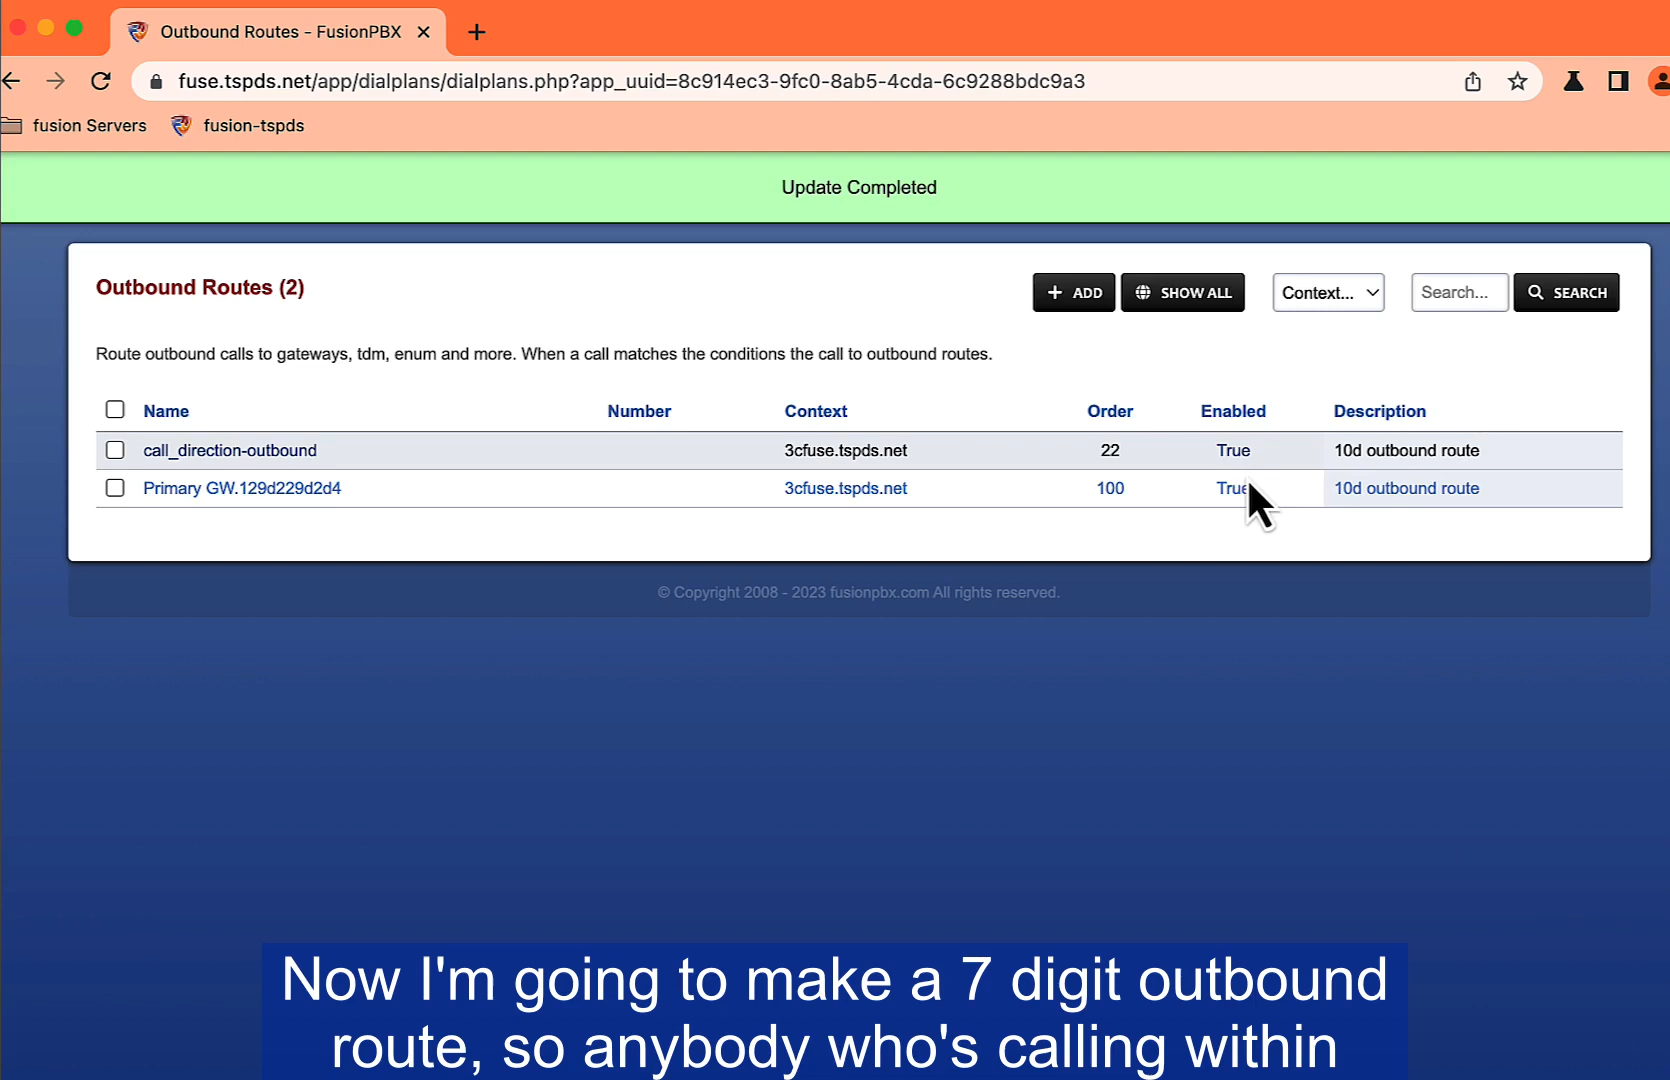 Outbound Routes - FusionPBX
fuse.tspds.net/app/dialplans/dialplans.php?app_uuid=8c914ec3-9fc0-8ab5-4cda-6c9288bdc9a3
fusion Servers fusion-tspds
Update Completed
Outbound Routes (2) ADD SHOW ALL Context... Search... SEARCH
Route outbound calls to gateways, tdm, enum and more. When a call matches the conditions the call to outbound routes.
Name Number Context Order Enabled Description
call_direction-outbound 3cfuse.tspds.net 22 True 10d outbound route
Primary GW.129d229d2d4 3cfuse.tspds.net 100 True 10d outbound route
© Copyright 2008 - 2023 fusionpbx.com All rights reserved.
Now I'm going to make a 7 digit outbound
route, so anybody who's calling within